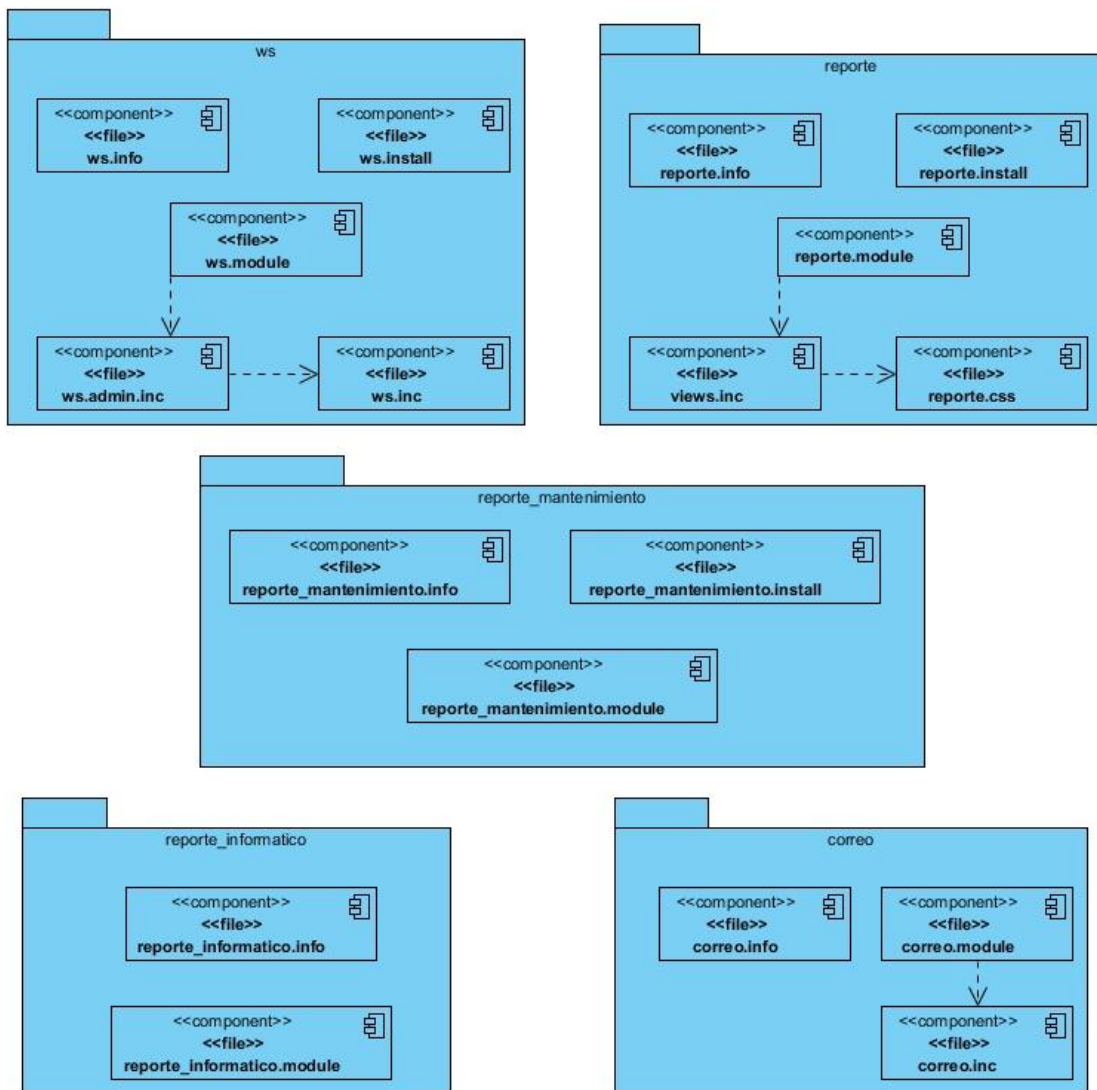 ws
<<component>>
<<file>>
ws.info
<<component>>
<<file>>
ws.install
<<component>>
<<file>>
ws.module
<<component>>
<<file>>
ws.admin.inc
<<component>>
<<file>>
ws.inc
reporte
<<component>>
<<file>>
reporte.info
<<component>>
<<file>>
reporte.install
<<component>>
reporte.module
<<component>>
<<file>>
views.inc
<<component>>
<<file>>
reporte.css
reporte_mantenimiento
<<component>>
<<file>>
reporte_mantenimiento.info
<<component>>
<<file>>
reporte_mantenimiento.install
<<component>>
<<file>>
reporte_mantenimiento.module
reporte_informatico
<<component>>
<<file>>
reporte_informatico.info
<<component>>
<<file>>
reporte_informatico.module
correo
<<component>>
<<file>>
correo.info
<<component>>
<<file>>
correo.module
<<component>>
<<file>>
correo.inc